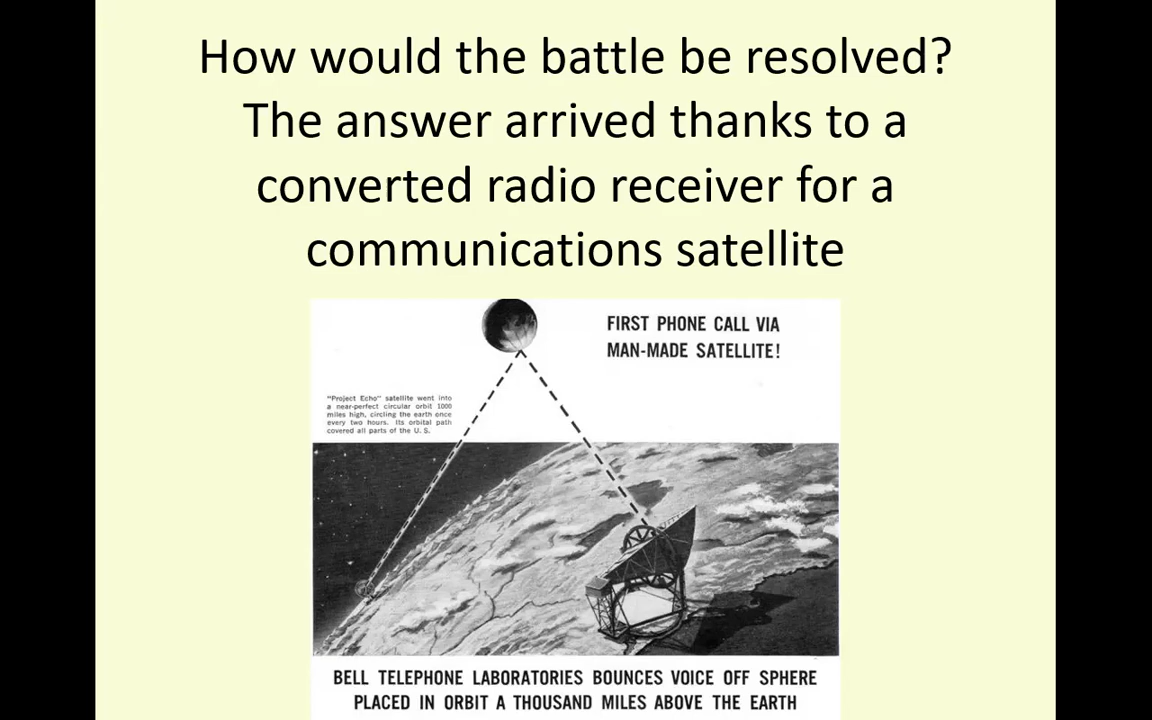 How would the battle be resolved?
The answer arrived thanks to a
converted radio receiver for a
communications satellite
FIRST PHONE CALL VIA
MAN-MADE SATELLITE!
"Project Echo" satellite went into
a near-perfect circular orbit 1000
miles high, circling the earth once
every two hours. Its orbital path
covered all parts of the U. S.
BELL TELEPHONE LABORATORIES BOUNCES VOICE OFF SPHERE
PLACED IN ORBIT A THOUSAND MILES ABOVE THE EARTH